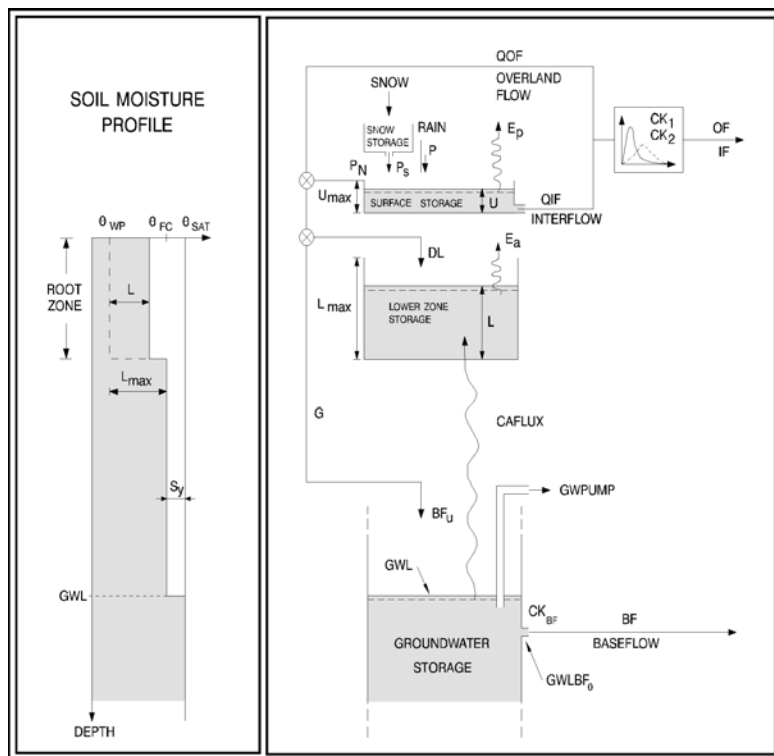 SOIL MOISTURE
PROFILE
θWP
θFC
θSAT
ROOT
ZONE
L
Lmax
Sy
GWL
DEPTH
QOF
OVERLAND
FLOW
SNOW
SNOW
STORAGE
RAIN
P
PN
Ps
Ep
Umax
SURFACE STORAGE
U
QIF
INTERFLOW
CK1
CK2
OF
IF
DL
Ea
Lmax
LOWER ZONE
STORAGE
L
G
CAFLUX
BFu
GWPUMP
GWL
CKBF
BF
BASEFLOW
GROUNDWATER
STORAGE
GWLBF0